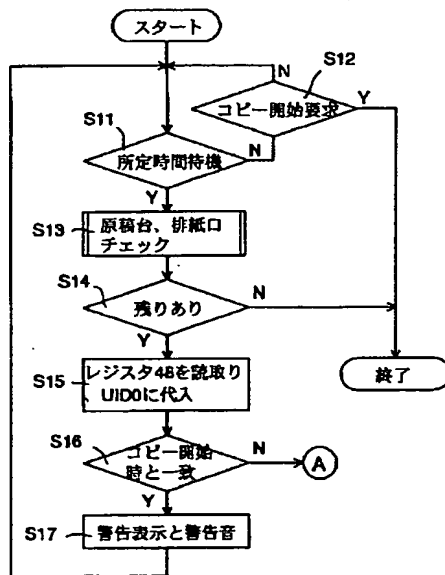 スタート
N
S12
コピー開始要求
Y
S11
所定時間待機
N
Y
S13
原稿台、排紙口
チェック
S14
残りあり
N
Y
終了
S15
レジスタ48を読取り
UID0に代入
S16
コピー開始
時と一致
N
A
Y
S17
警告表示と警告音